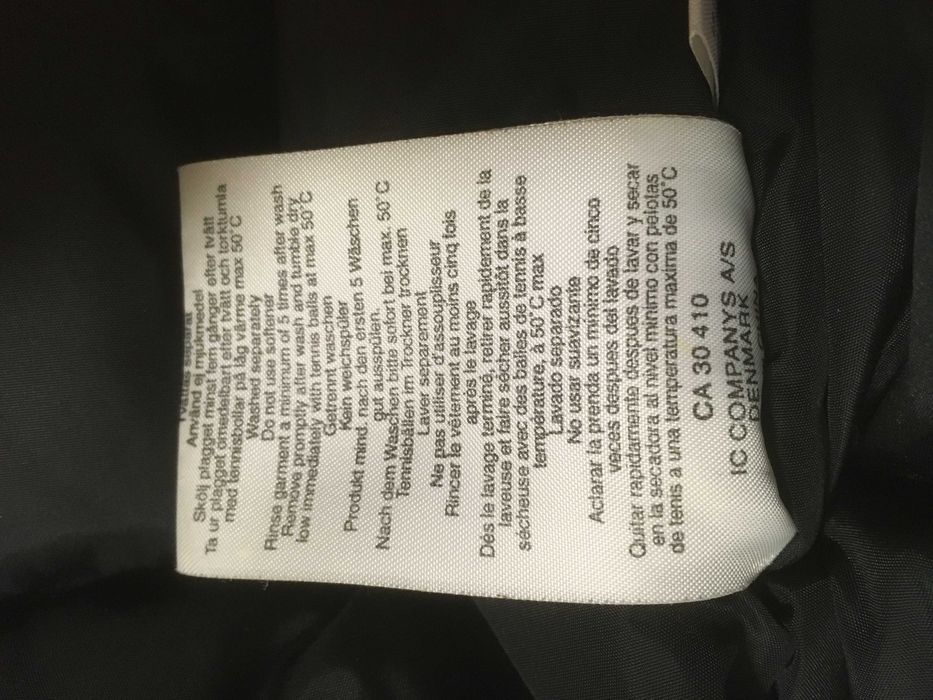 Tvättas separat
Använd ej mjukmedel
Skölj plagget minst fem gånger efter tvätt
Ta ur plagget omedelbart efter tvätt och torktumla
med tennisbollar på låg värme max 50°C
Washed separately
Do not use softener
Rinse garment a minimum of 5 times after wash
Remove promptly after wash and tumble dry
low immediately with tennis balls at max 50°C
Getrennt waschen
Kein weichspüler
Produkt mind. nach den ersten 5 Wäschen
gut ausspülen.
Nach dem Waschen bitte sofort bei max. 50°C
Tennisbällen im Trockner trocknen
Laver separement
Ne pas utiliser d'assouplisseur
Rincer le vêtement au moins cinq fois
après le lavage
Dés le lavage terminé, retirer rapidement de la
laveuse et faire sécher aussitôt dans la
sécheuse avec des balles de tennis à basse
température, à 50°C max
Lavado separado
No usar suavizante
Aclarar la prenda un minimo de cinco
veces despues del lavado
Quitar rapidamente despues de lavar y secar
en la secadora al nivel minimo con pelotas
de tenis a una temperatura maxima de 50°C
CA 30 410
IC COMPANYS A/S
DENMARK